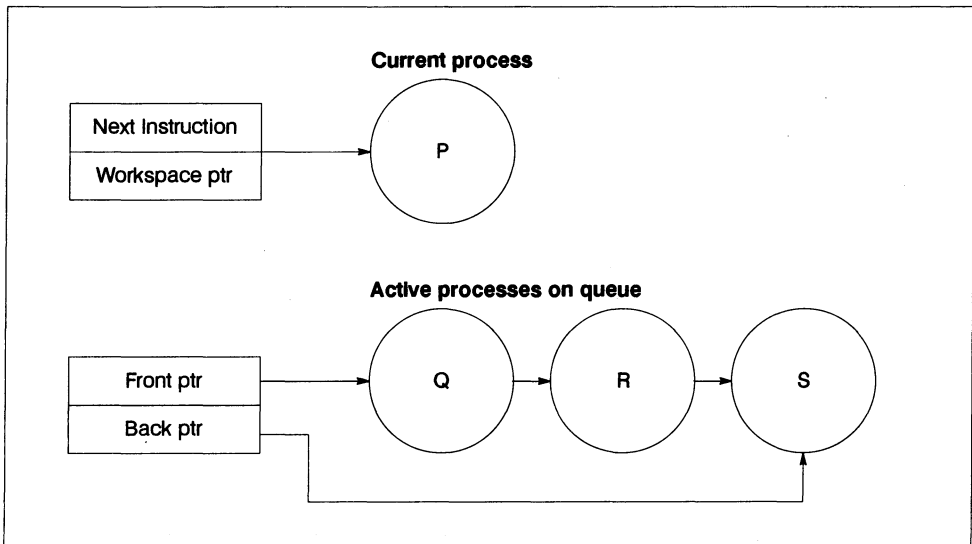 Current process
Next Instruction
P
Workspace ptr
Active processes on queue
Front ptr
Q
R
S
Back ptr